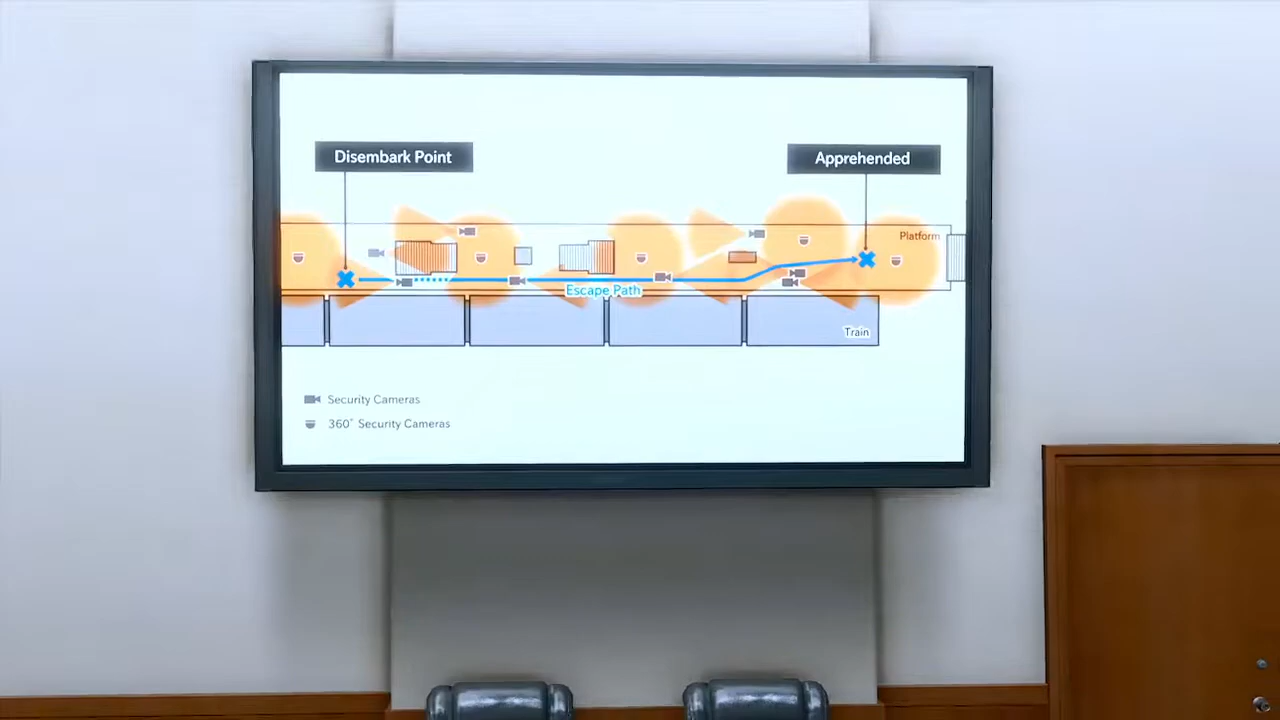 Disembark Point
Apprehended
Platform
Escape Path
Train
Security Cameras
360° Security Cameras